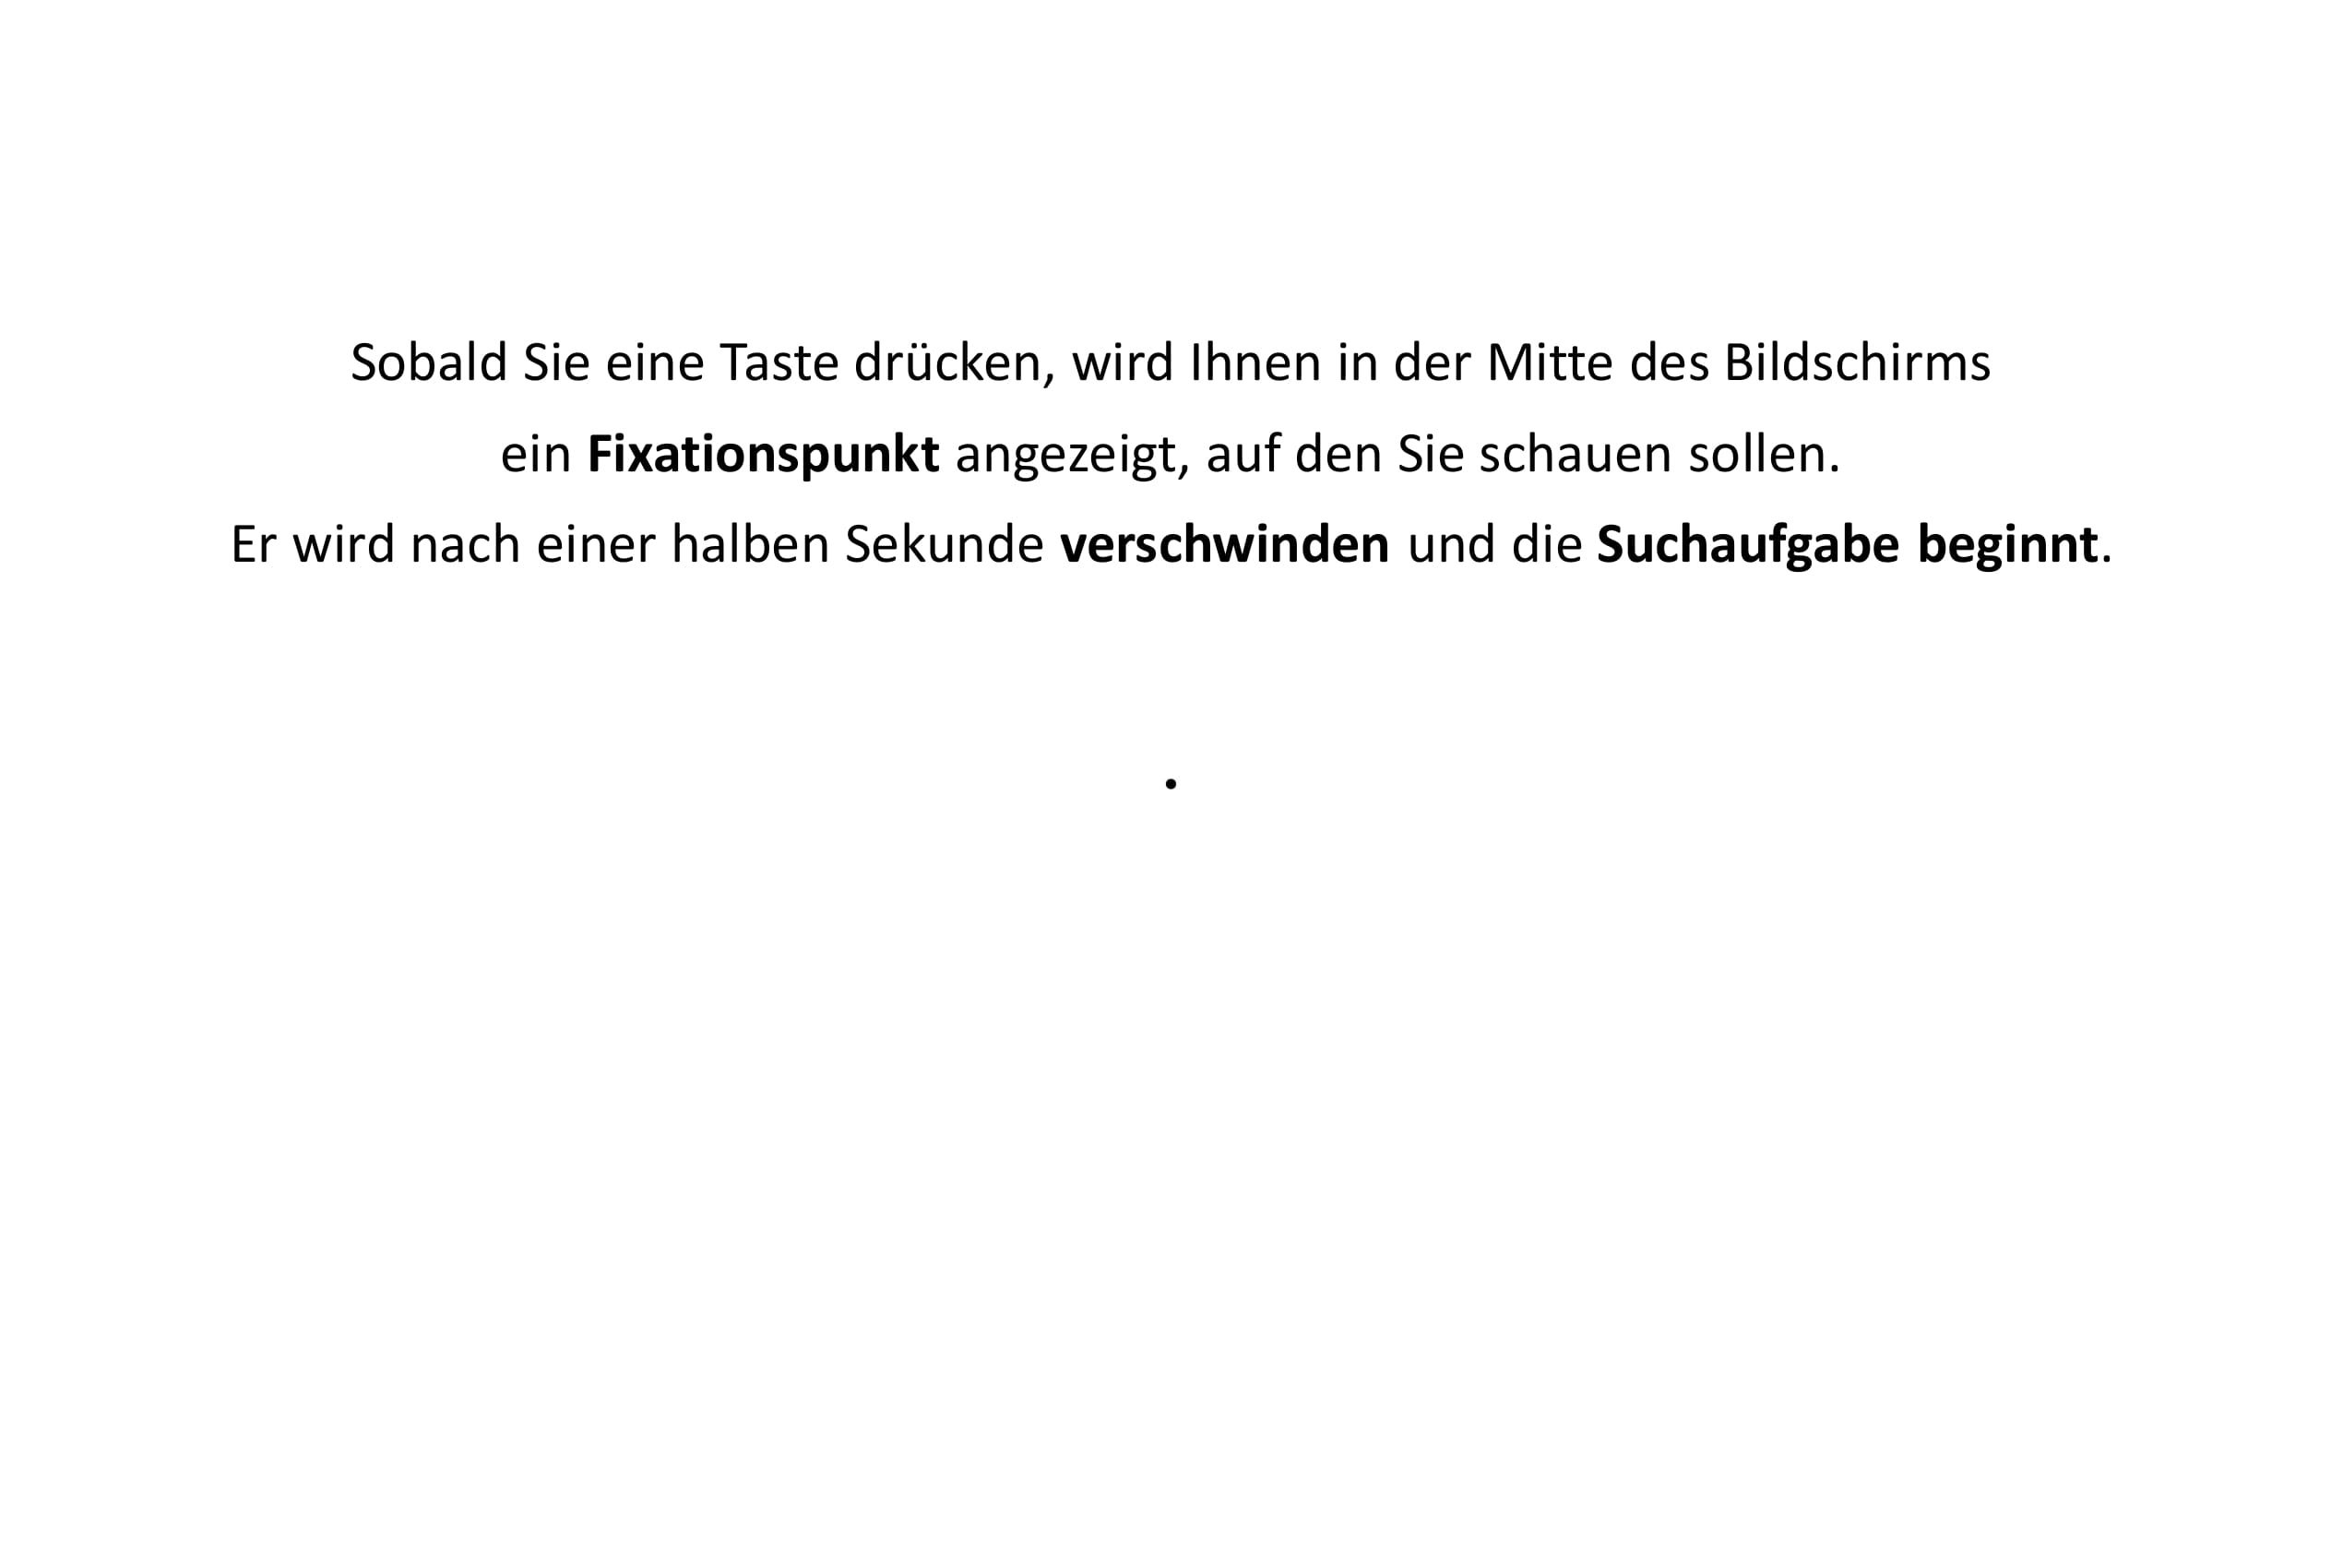 Sobald Sie eine Taste drücken, wird Ihnen in der Mitte des Bildschirms
ein Fixationspunkt angezeigt, auf den Sie schauen sollen.
Er wird nach einer halben Sekunde verschwinden und die Suchaufgabe beginnt.